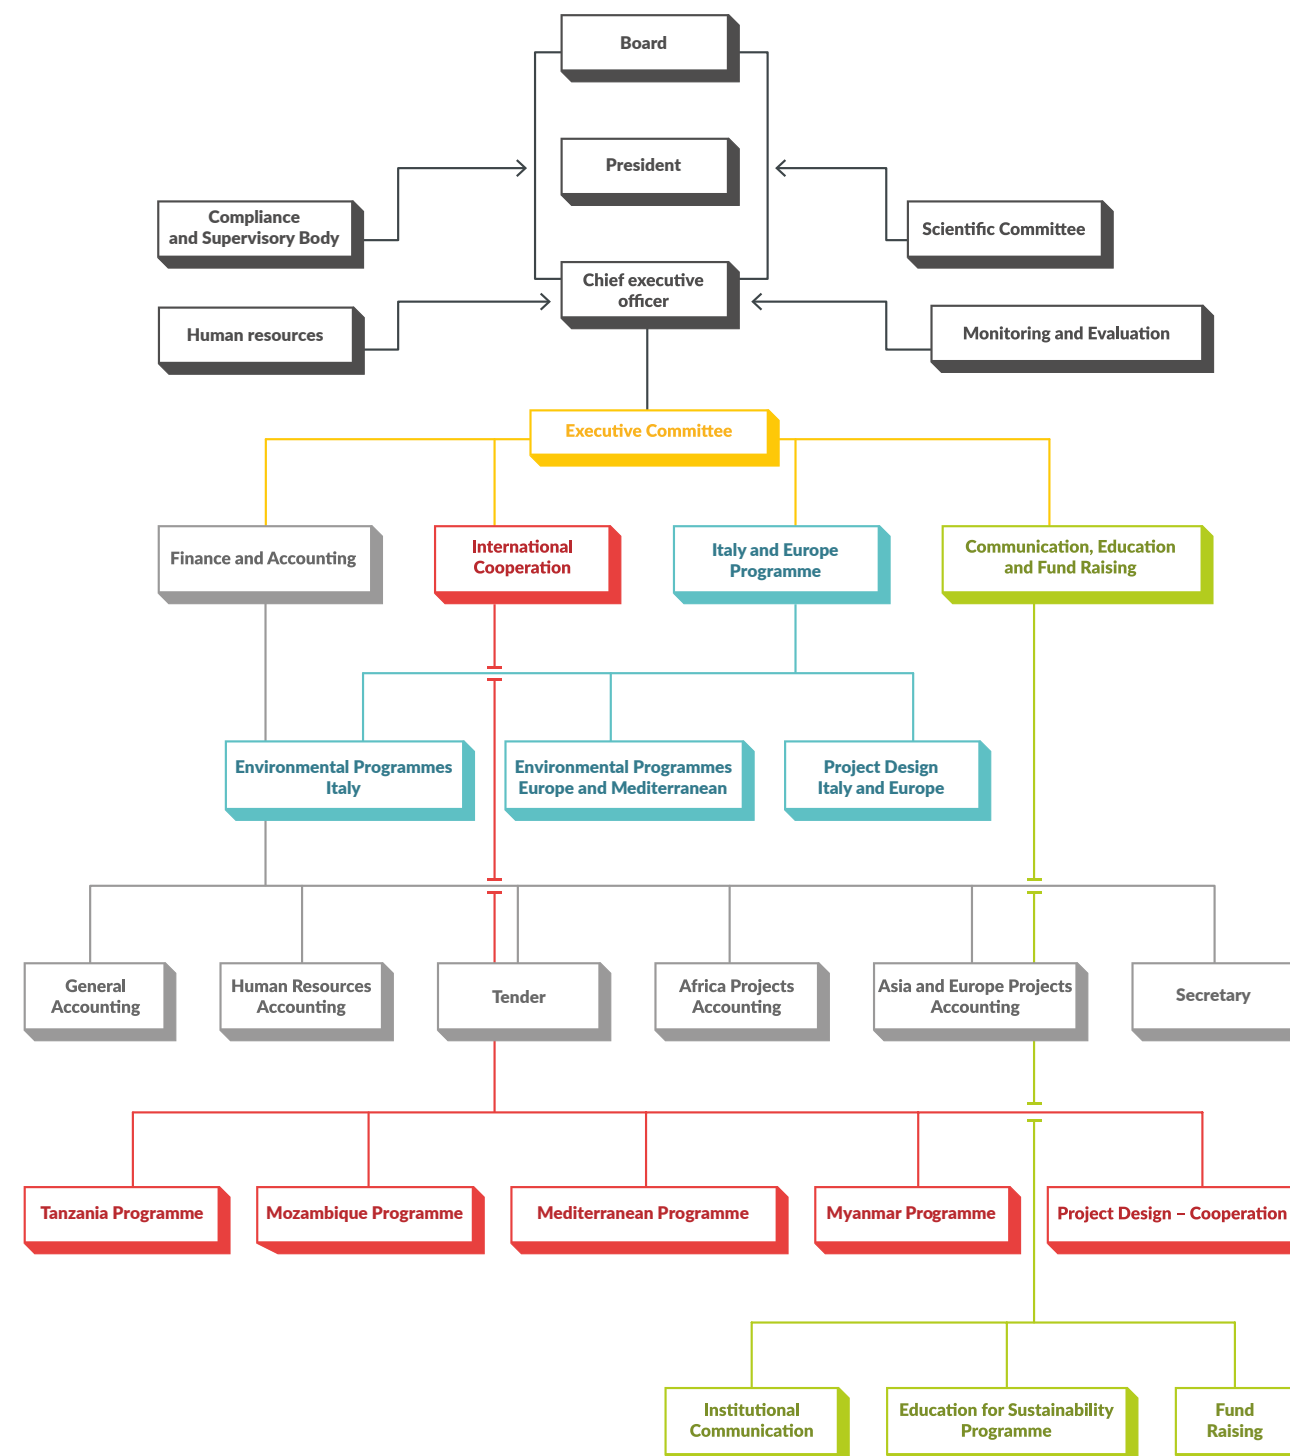 Board
President
Compliance
and Supervisory Body
Scientific Committee
Chief executive
officer
Human resources
Monitoring and Evaluation
Executive Committee
Finance and Accounting
International
Cooperation
Italy and Europe
Programme
Communication, Education
and Fund Raising
Environmental Programmes
Italy
Environmental Programmes
Europe and Mediterranean
Project Design
Italy and Europe
General
Accounting
Human Resources
Accounting
Tender
Africa Projects
Accounting
Asia and Europe Projects
Accounting
Secretary
Tanzania Programme
Mozambique Programme
Mediterranean Programme
Myanmar Programme
Project Design – Cooperation
Institutional
Communication
Education for Sustainability
Programme
Fund
Raising